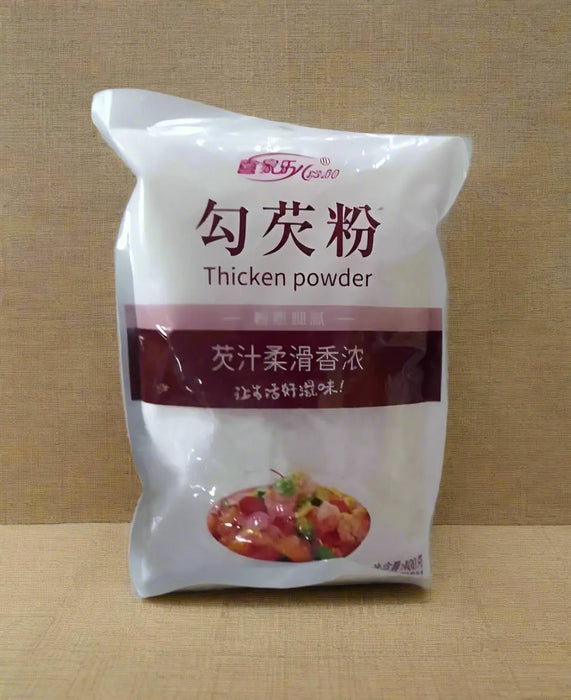 勾芡粉
Thicken powder
芡汁柔滑香浓
让生活好滋味!